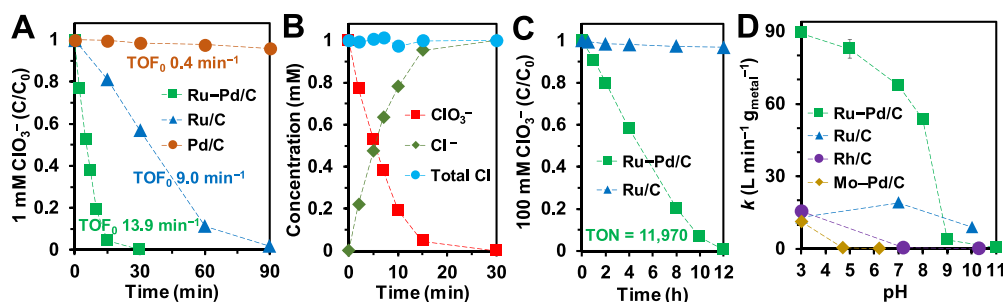 A
1 mM ClO₃⁻ (C/C₀)
1
0.8
0.6
0.4
0.2
0
TOF₀ 0.4 min⁻¹
Ru–Pd/C
Ru/C
Pd/C
TOF₀ 9.0 min⁻¹
TOF₀ 13.9 min⁻¹
0 30 60 90
Time (min)
B
Concentration (mM)
1
0.8
0.6
0.4
0.2
0
ClO₃⁻
Cl⁻
Total Cl
0 10 20 30
Time (min)
C
100 mM ClO₃⁻ (C/C₀)
1
0.8
0.6
0.4
0.2
0
Ru–Pd/C
Ru/C
TON = 11,970
0 2 4 6 8 10 12
Time (h)
D
k (L min⁻¹ gmetal⁻¹)
90
60
30
0
Ru–Pd/C
Ru/C
Rh/C
Mo–Pd/C
3 4 5 6 7 8 9 10 11
pH